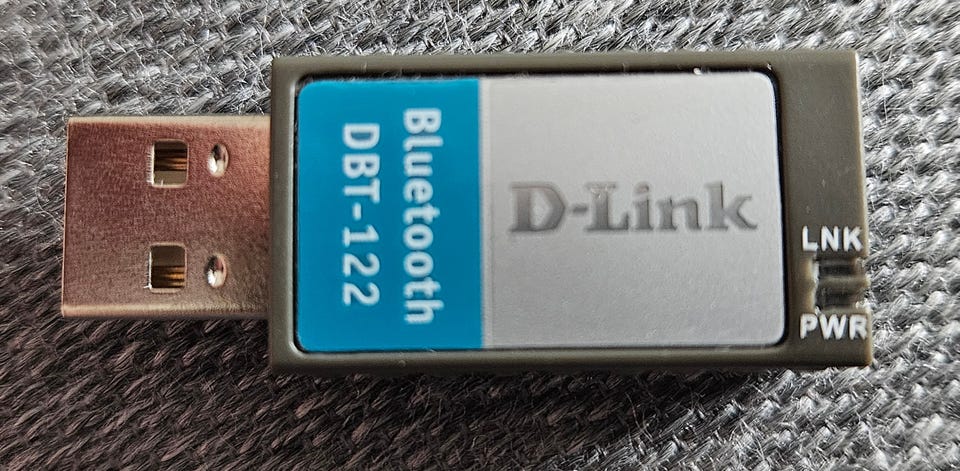 Bluetooth
DBT-122
D-Link
LNK
PWR